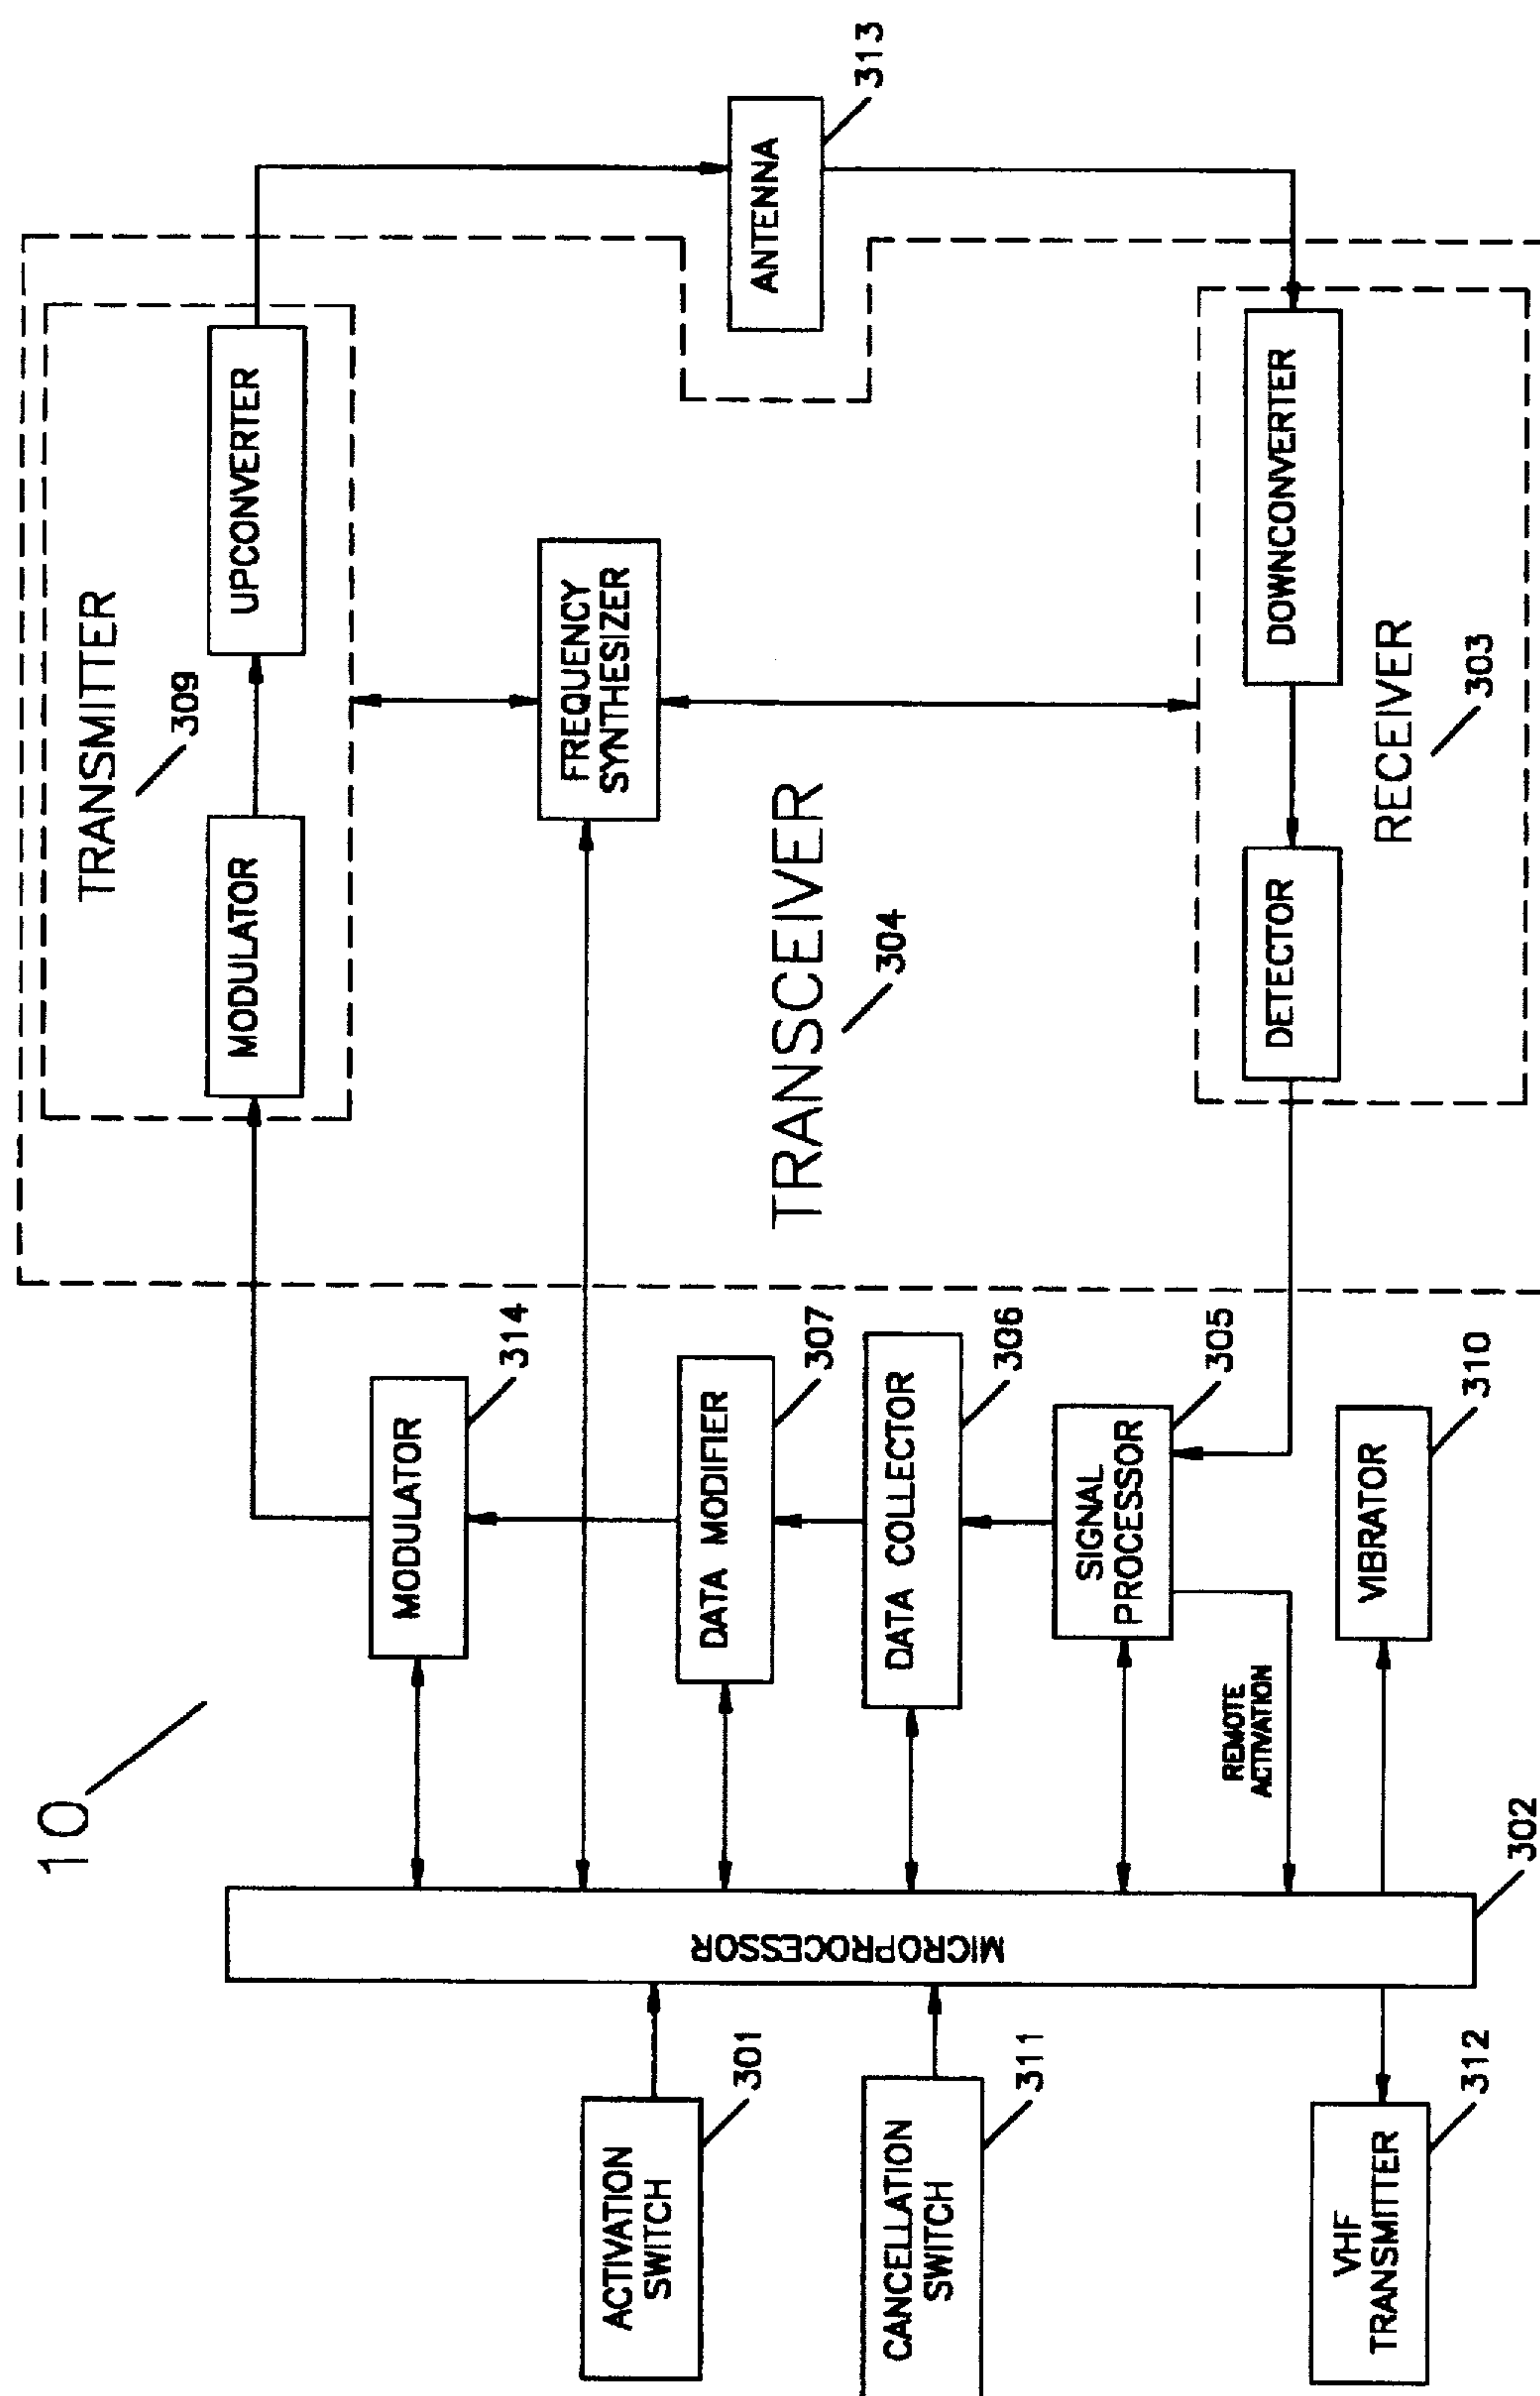 10
ACTIVATION
SWITCH
301
CANCELLATION
SWITCH
311
VHF
TRANSMITTER
312
MICROPROCESSOR
302
MODULATOR
314
DATA MODIFIER
307
DATA COLLECTOR
306
SIGNAL
PROCESSOR
305
REMOTE
ACTIVATION
VIBRATOR
310
TRANSMITTER
309
MODULATOR
UPCONVERTER
FREQUENCY
SYNTHESIZER
TRANSCEIVER
304
DETECTOR
DOWNCONVERTER
RECEIVER
303
ANTENNA
313